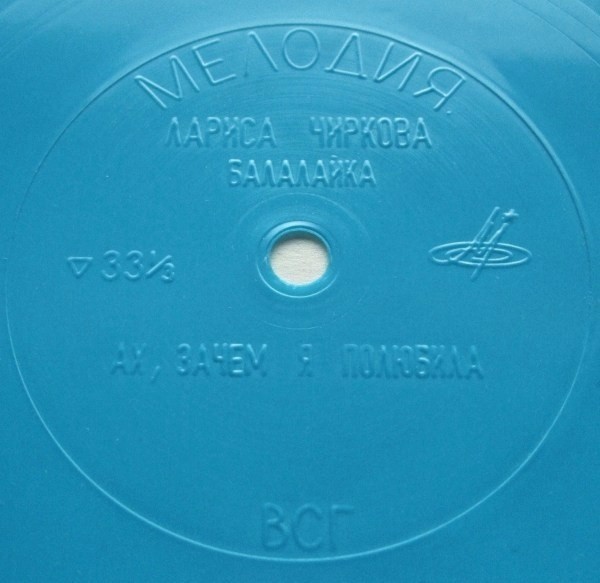 МЕЛОДИЯ.
ЛАРИСА ЧИРКОВА
БАЛАЛАЙКА
▽ 33⅓
АХ, ЗАЧЕМ Я ПОЛЮБИЛА
ВСГ